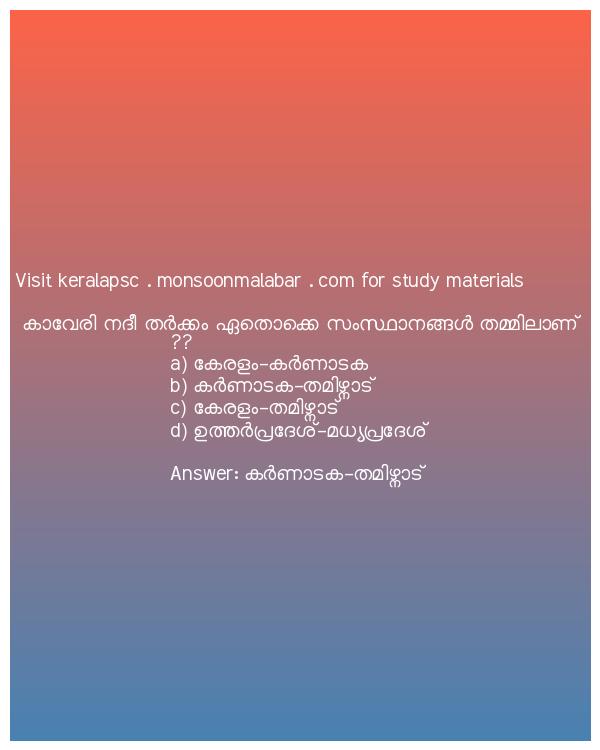 Visit keralapsc . monsoonmalabar . com for study materials
കാവേരി നദീ തർക്കം ഏതൊക്കെ സംസ്ഥാനങ്ങൾ തമ്മിലാണ്
??
a) കേരളം-കർണാടക
b) കർണാടക-തമിഴ്നാട്
c) കേരളം-തമിഴ്നാട്
d) ഉത്തർപ്രദേശ്-മധ്യപ്രദേശ്
Answer: കർണാടക-തമിഴ്നാട്